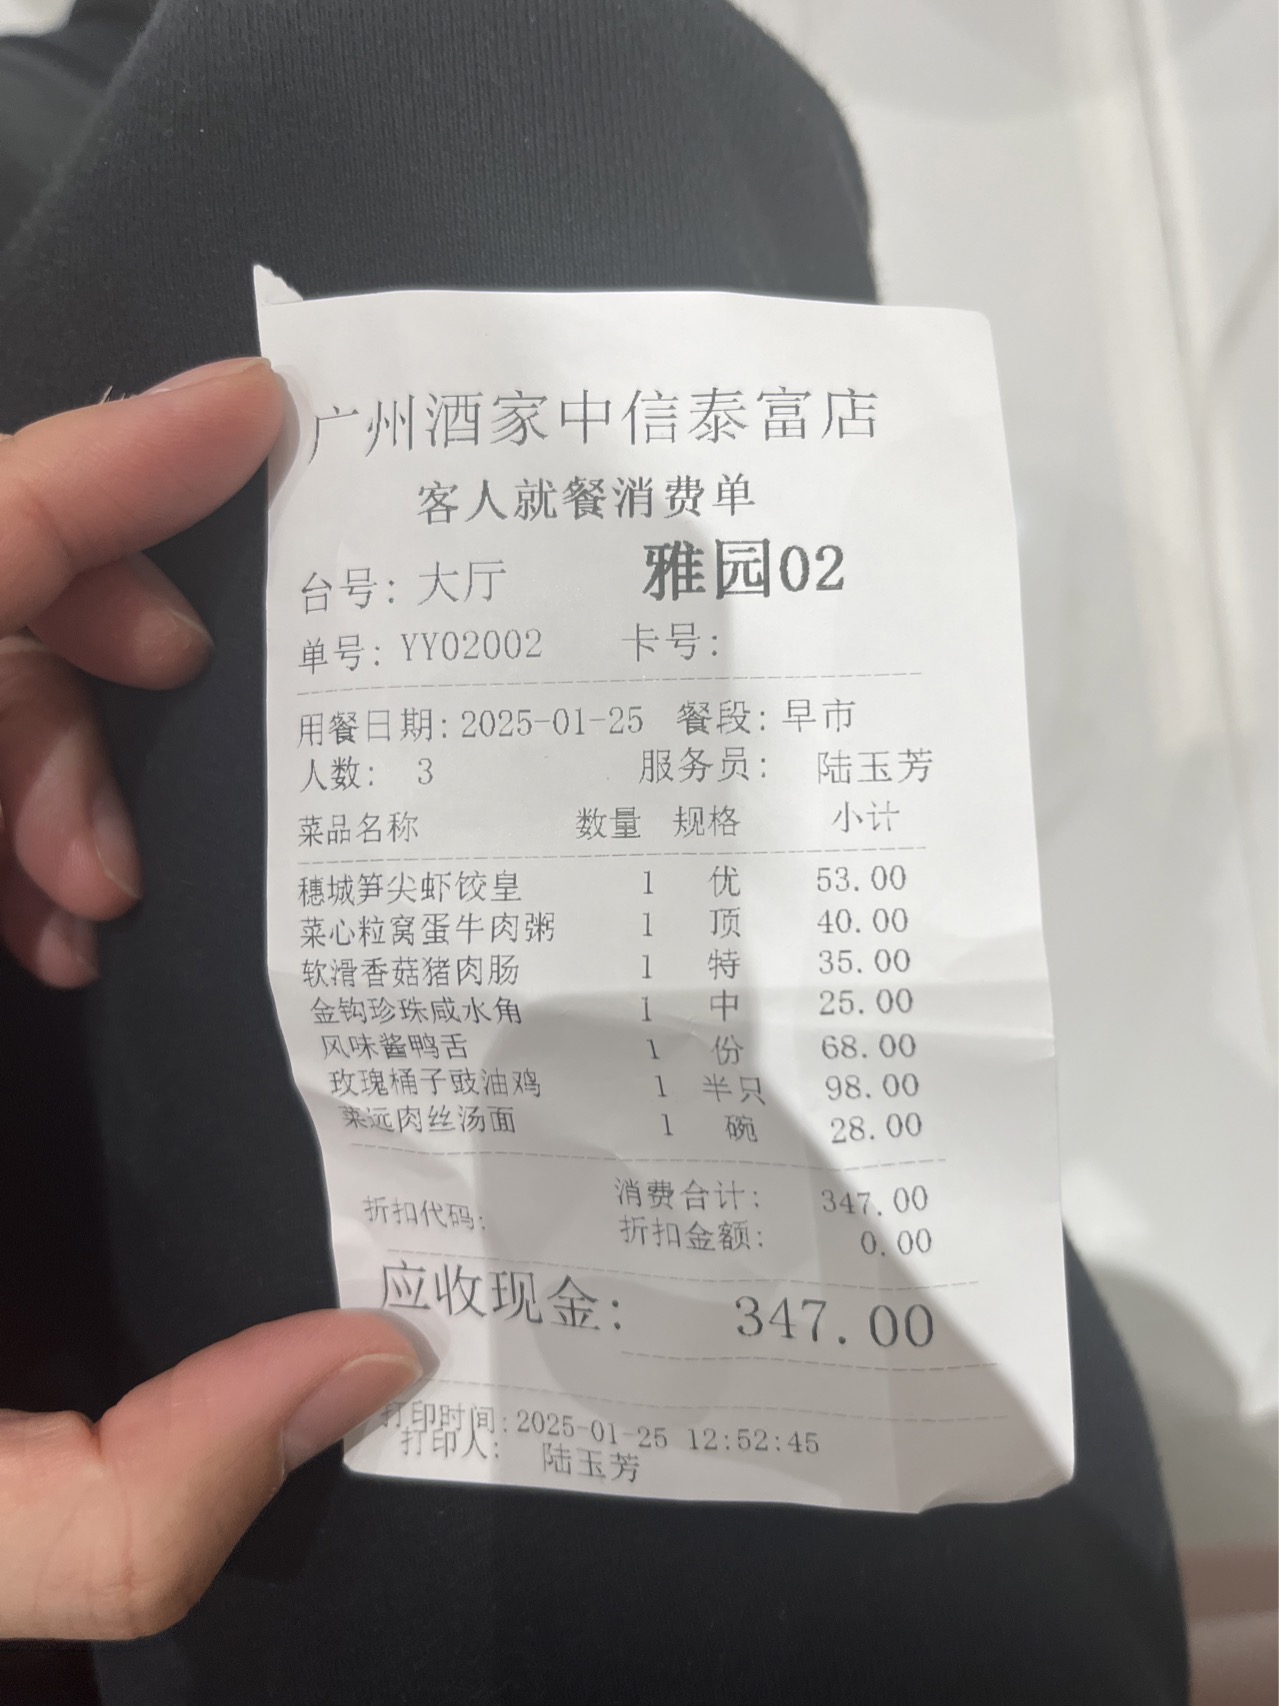 广州酒家中信泰富店
客人就餐消费单
台号: 大厅 雅园02
单号: YY02002 卡号:
用餐日期: 2025-01-25 餐段: 早市
人数: 3 服务员: 陆玉芳
菜品名称 数量 规格 小计
穗城笋尖虾饺皇 1 优 53.00
菜心粒窝蛋牛肉粥 1 顶 40.00
软滑香菇猪肉肠 1 特 35.00
金钩珍珠咸水角 1 中 25.00
风味酱鸭舌 1 份 68.00
玫瑰桶子豉油鸡 1 半只 98.00
菜远肉丝汤面 1 碗 28.00
消费合计: 347.00
折扣代码: 折扣金额: 0.00
应收现金: 347.00
打印时间: 2025-01-25 12:52:45
打印人: 陆玉芳